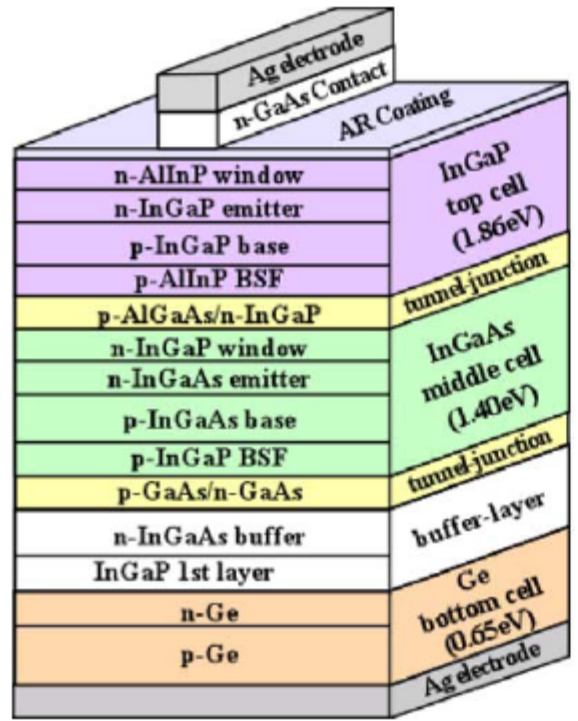 Ag electrode
n-GaAs Contact
AR Coating
n-AlInP window
n-InGaP emitter
p-InGaP base
p-AlInP BSF
p-AlGaAs/n-InGaP
n-InGaP window
n-InGaAs emitter
p-InGaAs base
p-InGaP BSF
p-GaAs/n-GaAs
n-InGaAs buffer
InGaP 1st layer
n-Ge
p-Ge
InGaP
top cell
(1.86eV)
tunnel-junction
InGaAs
middle cell
(1.40eV)
tunnel-junction
buffer-layer
Ge
bottom cell
(0.65eV)
Ag electrode